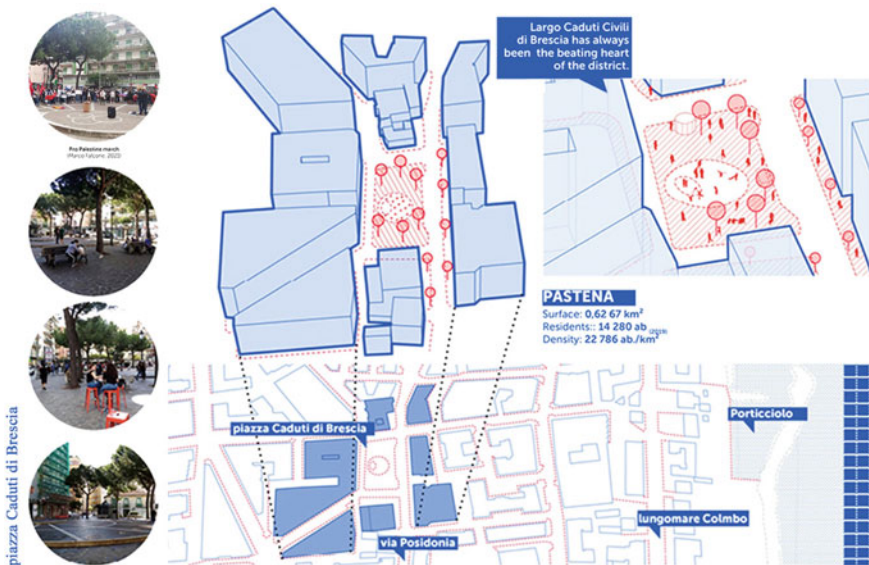 Largo Caduti Civili
di Brescia has always
been the beating heart
of the district.
Pro Palestine march
(Marco Falcone, 2023)
PASTENA
Surface: 0,62 67 km²
Residents:: 14 280 ab (2019)
Density: 22 786 ab./km²
piazza Caduti di Brescia
piazza Caduti di Brescia
Porticciolo
lungomare Colmbo
via Posidonia